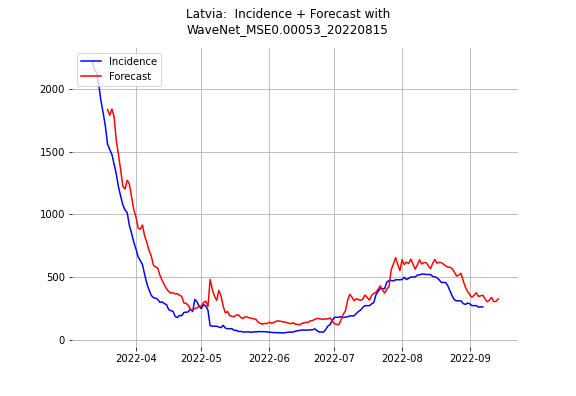 Latvia:  Incidence + Forecast with
WaveNet_MSE0.00053_20220815
Incidence
Forecast
2000
1500
1000
500
0
2022-04
2022-05
2022-06
2022-07
2022-08
2022-09